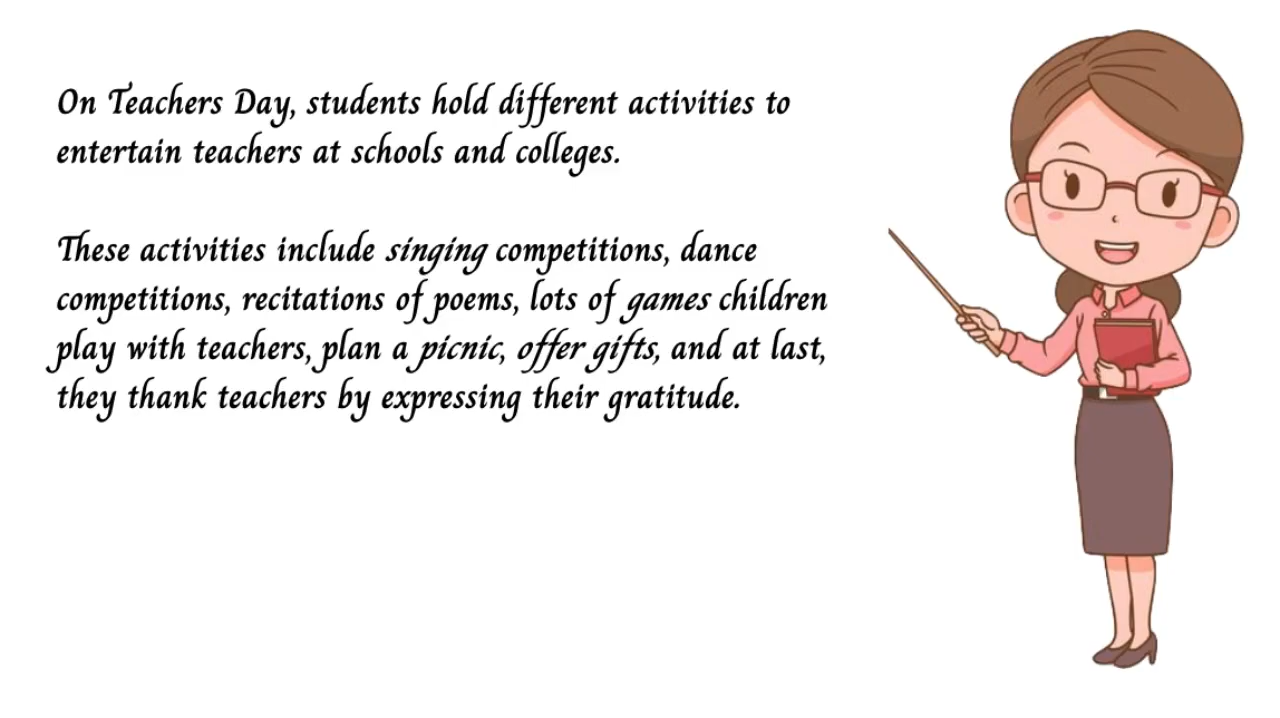 On Teachers Day, students hold different activities to
entertain teachers at schools and colleges.
These activities include singing competitions, dance
competitions, recitations of poems, lots of games children
play with teachers, plan a picnic, offer gifts, and at last,
they thank teachers by expressing their gratitude.